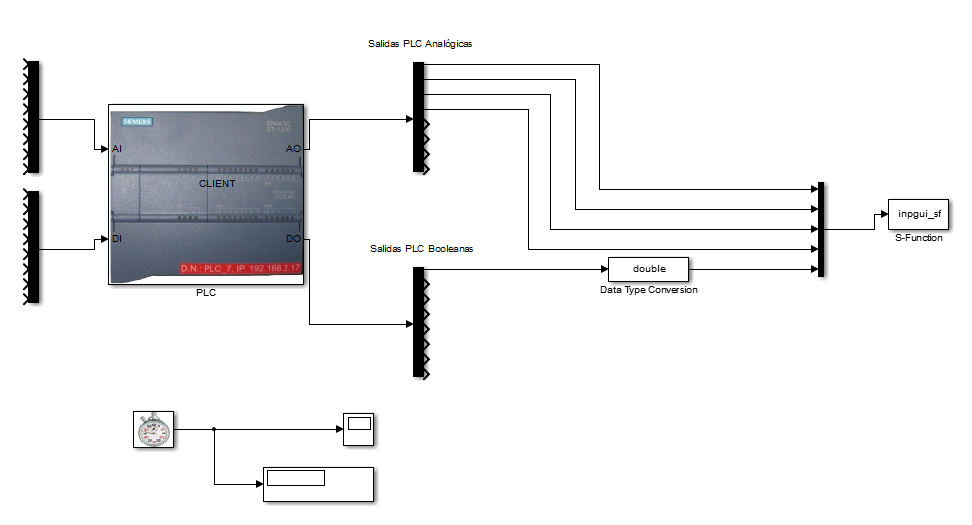 Salidas PLC Analógicas
SIEMENS
SIMATIC
S7-1200
AI
AO
CLIENT
DI
DO
D.N.: PLC_7, IP 192.168.2.17
PLC
Salidas PLC Booleanas
double
Data Type Conversion
inpgui_sf
S-Function